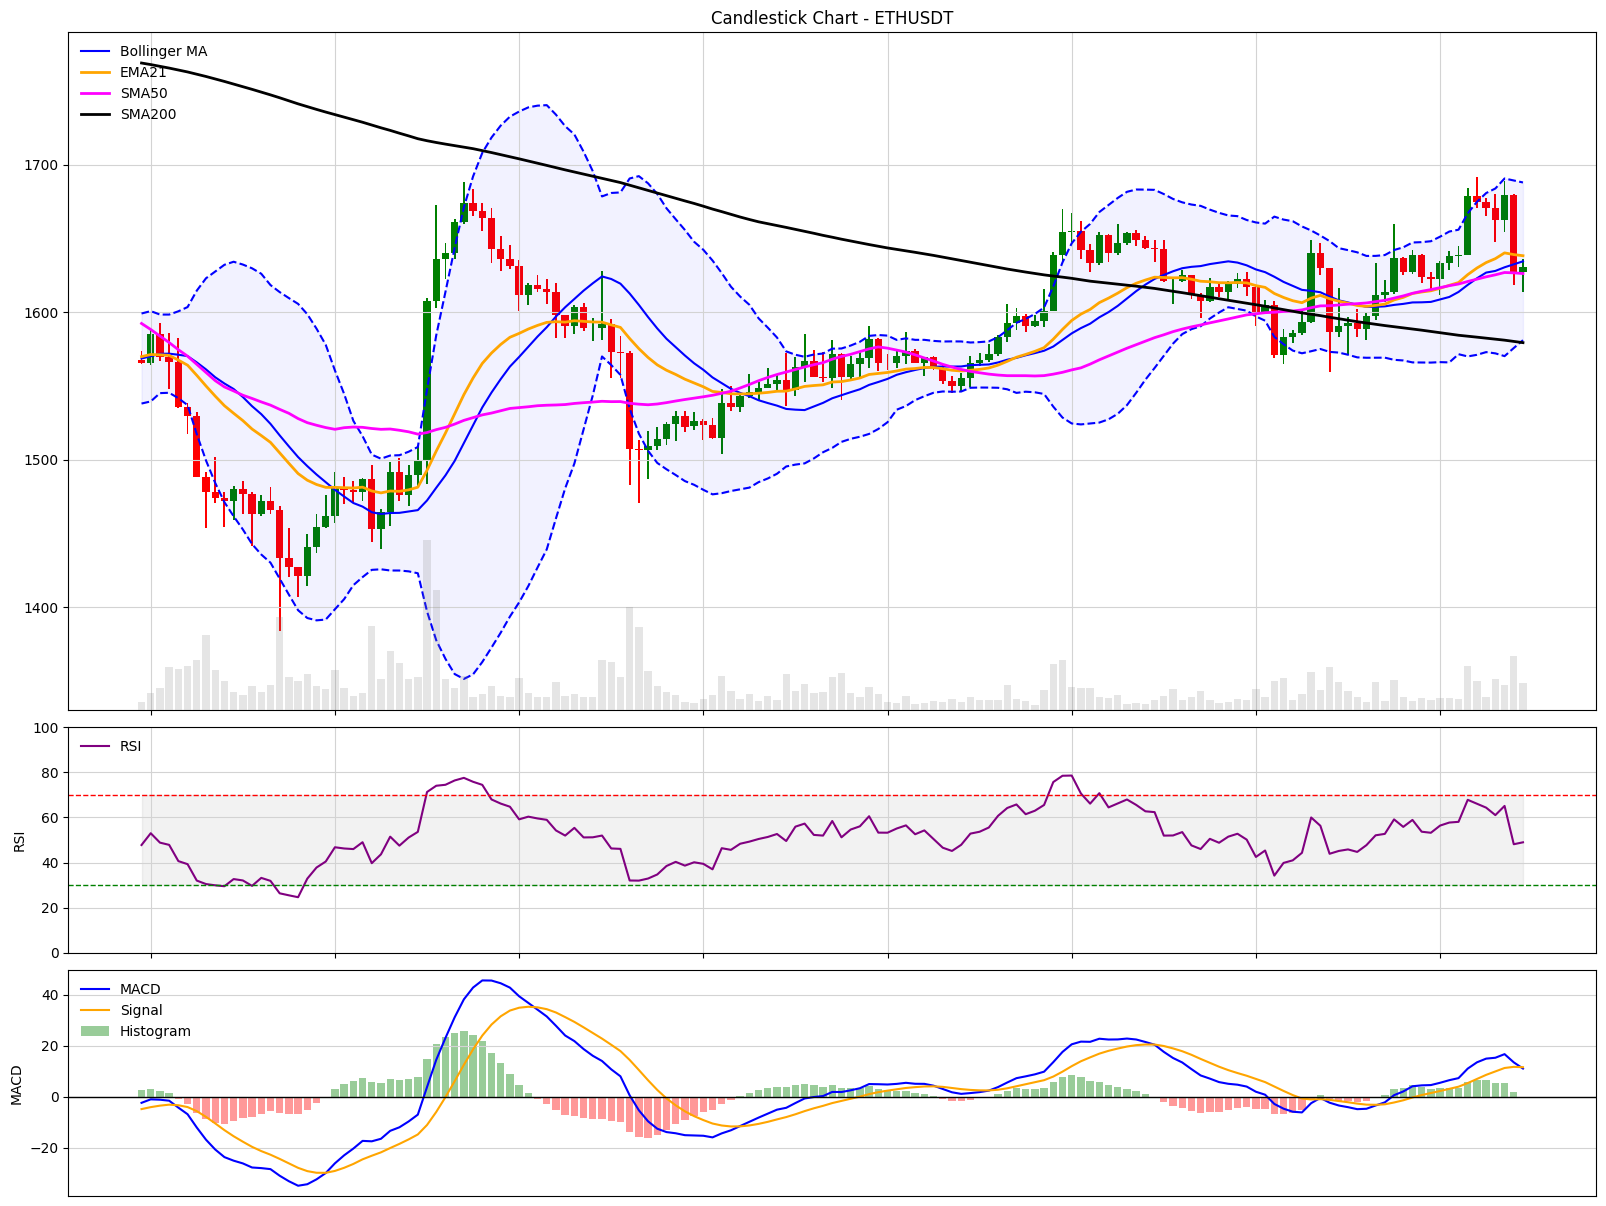 Candlestick Chart - ETHUSDT
Bollinger MA
EMA21
SMA50
SMA200
1700
1600
1500
1400
100
80
60
40
20
0
RSI
RSI
40
20
0
−20
MACD
MACD
Signal
Histogram